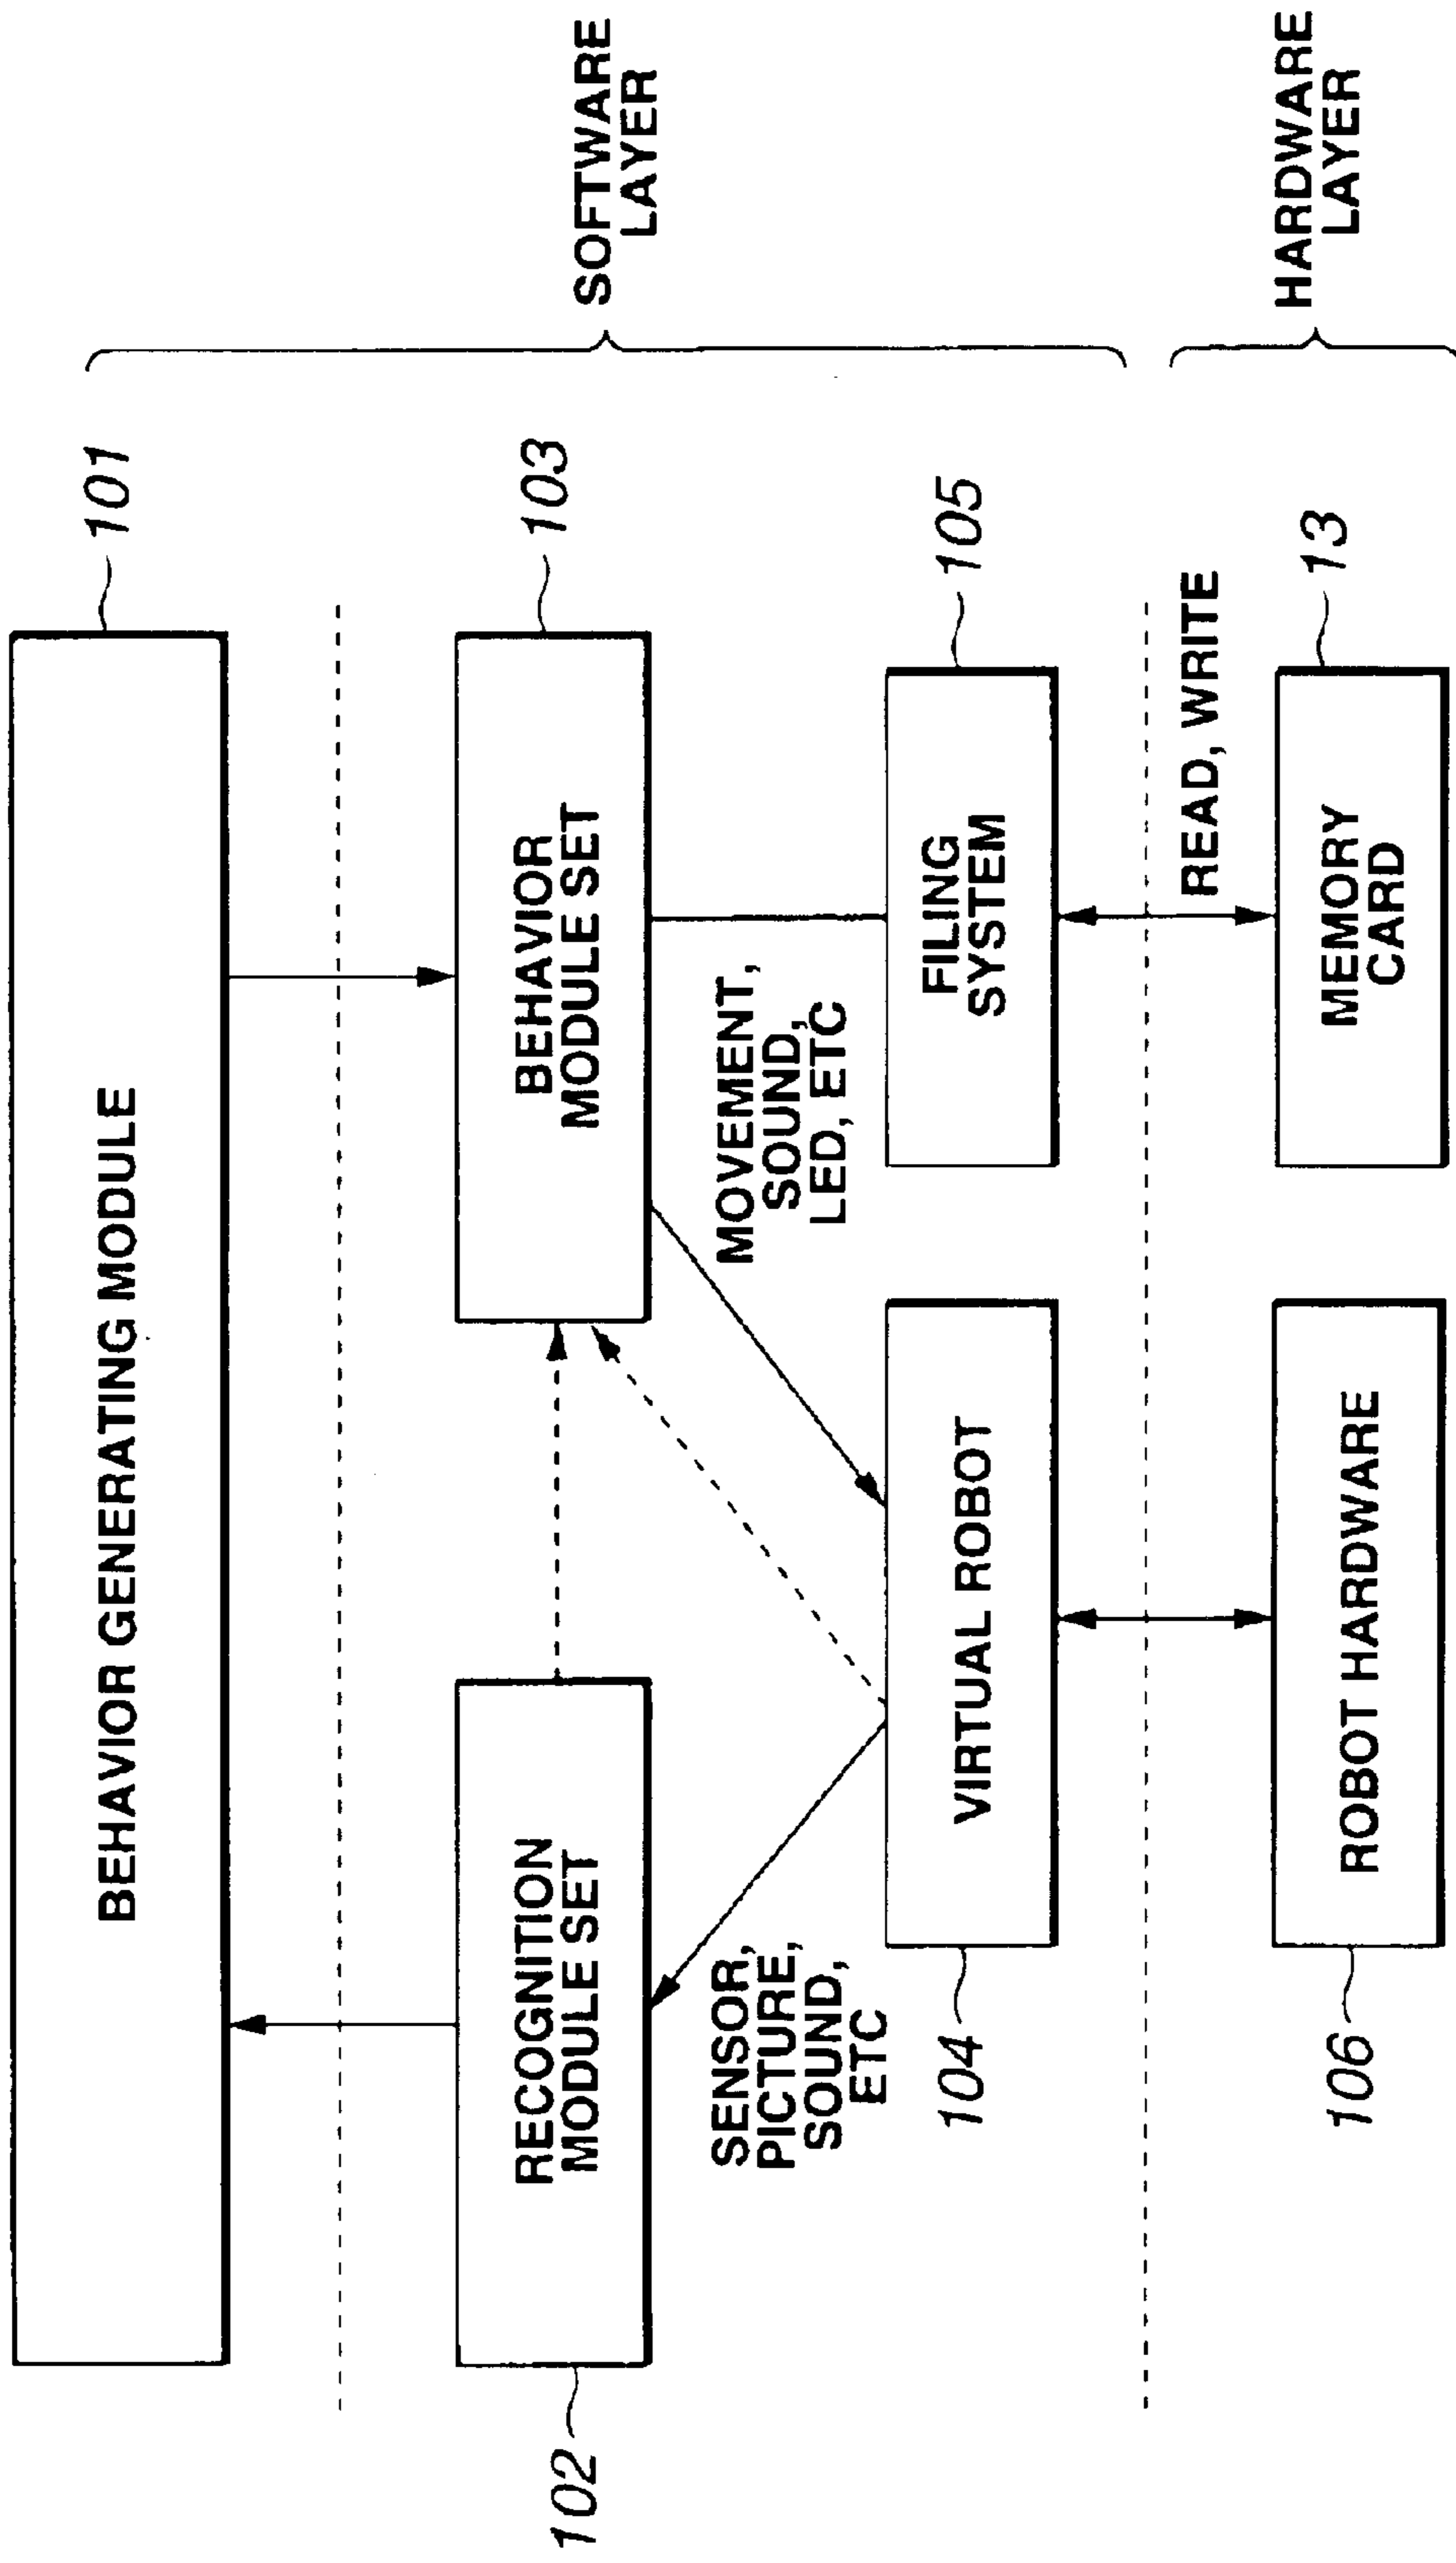 101
BEHAVIOR GENERATING MODULE
SOFTWARE
LAYER
102
RECOGNITION
MODULE SET
BEHAVIOR
MODULE SET
103
SENSOR,
PICTURE,
SOUND,
ETC
MOVEMENT,
SOUND,
LED, ETC
104
VIRTUAL ROBOT
FILING
SYSTEM
105
READ, WRITE
106
ROBOT HARDWARE
MEMORY
CARD
13
HARDWARE
LAYER